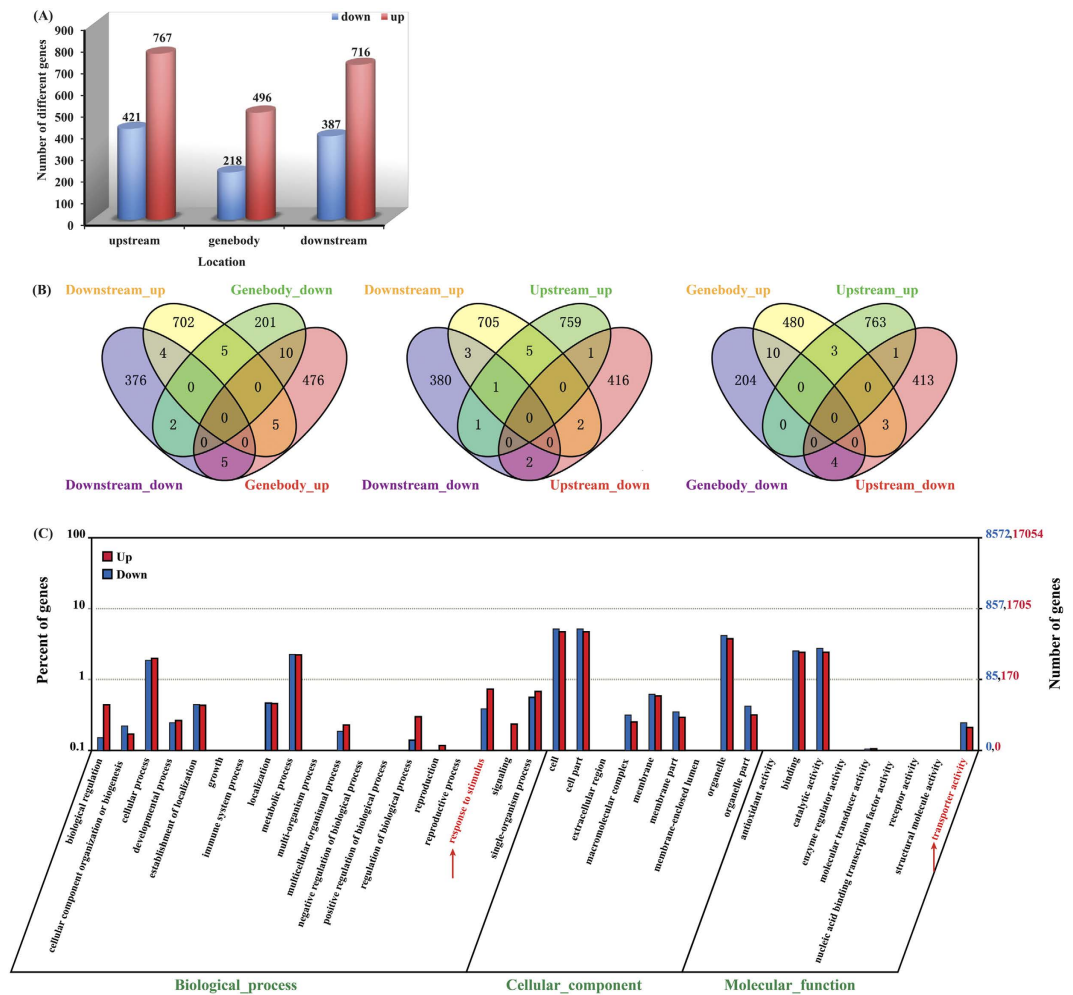 (A)
down up
Number of different genes
900
800
700
600
500
400
300
200
100
0
421
767
218
496
387
716
upstream genebody downstream
Location
(B)
Downstream_up Genebody_down
702 201
4 5 10
376 0 0 476
0
2 0 0 5
5
Downstream_down Genebody_up
Downstream_up Upstream_up
705 759
3 5 1
380 1 0 416
0
1 0 0 2
2
Downstream_down Upstream_down
Genebody_up Upstream_up
480 763
10 3 1
204 0 0 413
0
0 0 0 3
4
Genebody_down Upstream_down
(C)
Percent of genes
100
10
1
0.1
Up
Down
8572,17054
857,1705
85,170
0,0
Number of genes
biological regulation
cellular component organization or biogenesis
cellular process
developmental process
establishment of localization
growth
immune system process
localization
metabolic process
multi-organism process
multicellular organismal process
negative regulation of biological process
positive regulation of biological process
regulation of biological process
reproduction
reproductive process
response to stimulus
signaling
single-organism process
cell
cell part
extracellular region
macromolecular complex
membrane
membrane part
membrane-enclosed lumen
organelle
organelle part
antioxidant activity
binding
catalytic activity
enzyme regulator activity
molecular transducer activity
nucleic acid binding transcription factor activity
receptor activity
structural molecule activity
transporter activity
Biological_process Cellular_component Molecular_function